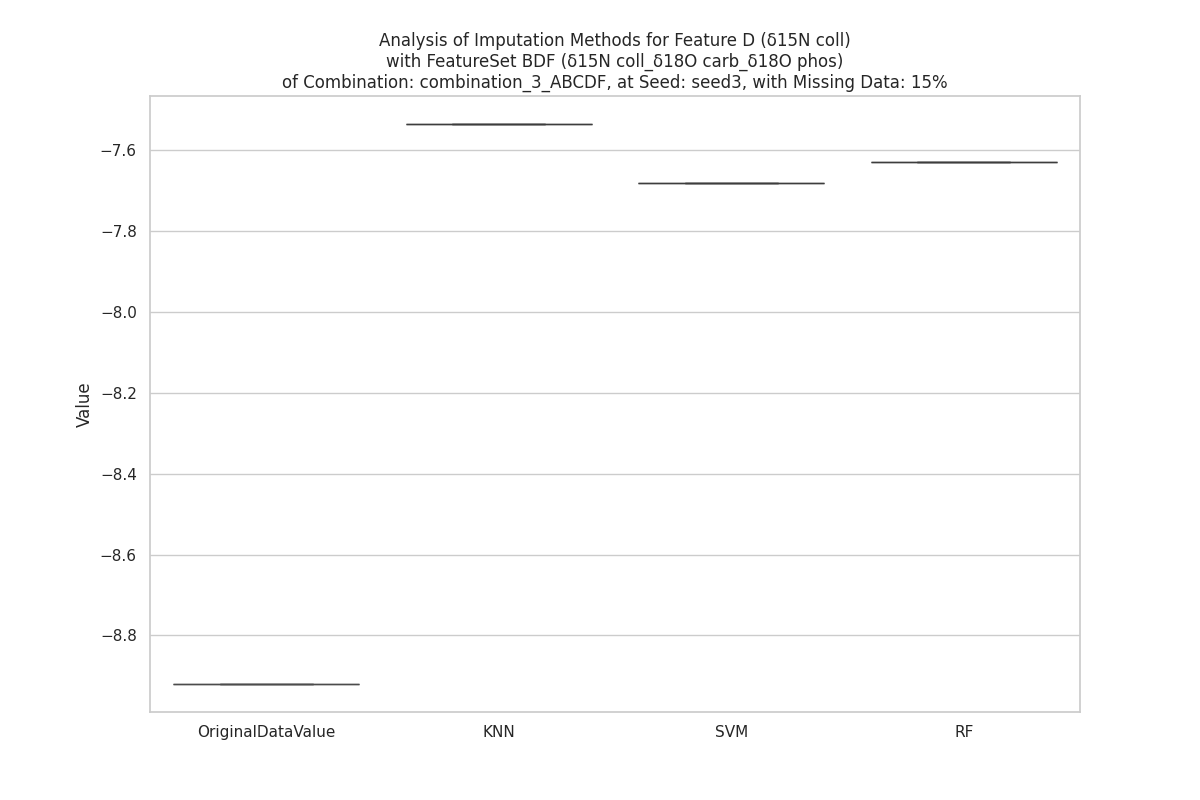 Analysis of Imputation Methods for Feature D (δ15N coll)
with FeatureSet BDF (δ15N coll_δ18O carb_δ18O phos)
of Combination: combination_3_ABCDF, at Seed: seed3, with Missing Data: 15%
−7.6
−7.8
−8.0
−8.2
−8.4
−8.6
−8.8
Value
OriginalDataValue
KNN
SVM
RF